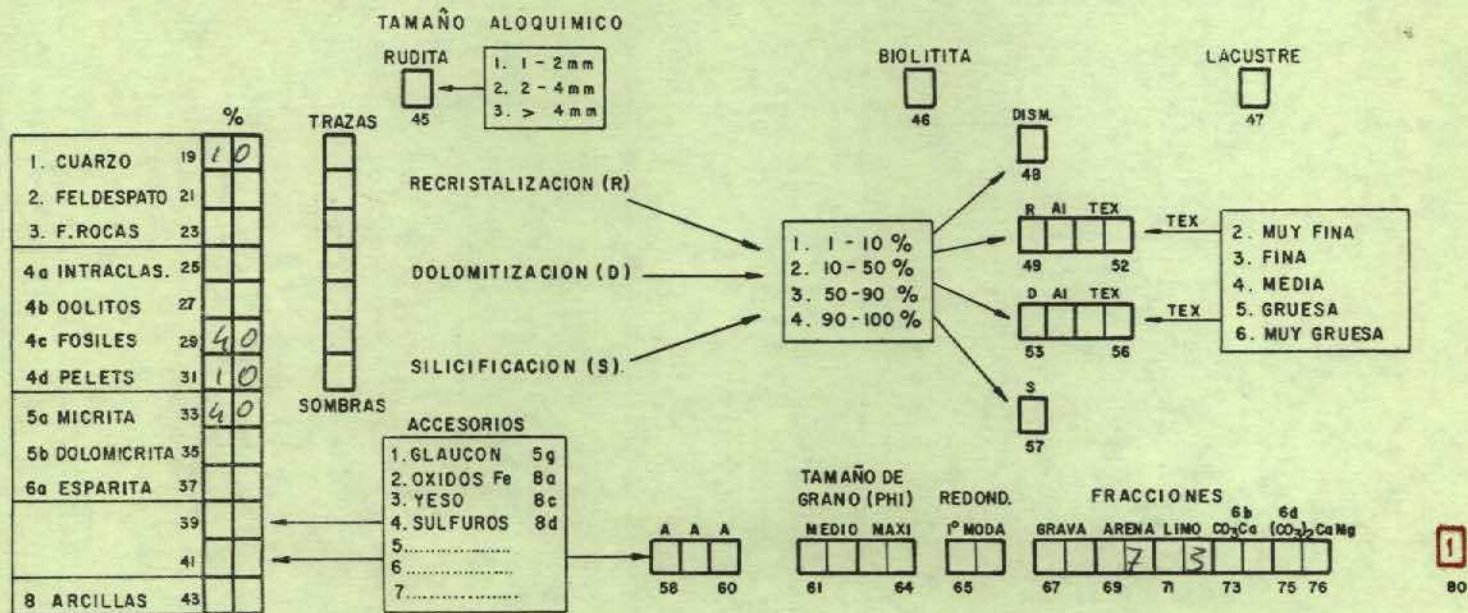 TAMAÑO ALOQUIMICO
RUDITA
45
1. 1 - 2 mm
2. 2 - 4 mm
3. > 4 mm
BIOLITITA
46
LACUSTRE
47
%
1. CUARZO 19 1 0
2. FELDESPATO 21
3. F. ROCAS 23
4a INTRACLAS. 25
4b OOLITOS 27
4c FOSILES 29 4 0
4d PELETS 31 1 0
5a MICRITA 33 4 0
5b DOLOMICRITA 35
6a ESPARITA 37
39
41
8 ARCILLAS 43
TRAZAS
SOMBRAS
RECRISTALIZACION (R)
DOLOMITIZACION (D)
SILICIFICACION (S).
1. 1 - 10 %
2. 10 - 50 %
3. 50 - 90 %
4. 90 - 100 %
DISM.
48
R AI TEX
49 52
TEX
D AI TEX
53 56
TEX
S
57
2. MUY FINA
3. FINA
4. MEDIA
5. GRUESA
6. MUY GRUESA
ACCESORIOS
1. GLAUCON 5g
2. OXIDOS Fe 8a
3. YESO 8c
4. SULFUROS 8d
5..................
6..................
7..................
A A A
58 60
TAMAÑO DE
GRANO (PHI)
MEDIO MAXI
61 64
REDOND.
1º MODA
65
FRACCIONES
6b 6d
GRAVA ARENA LIMO CO3Ca (CO3)2CaMg
7 3
67 69 71 73 75 76
1
80